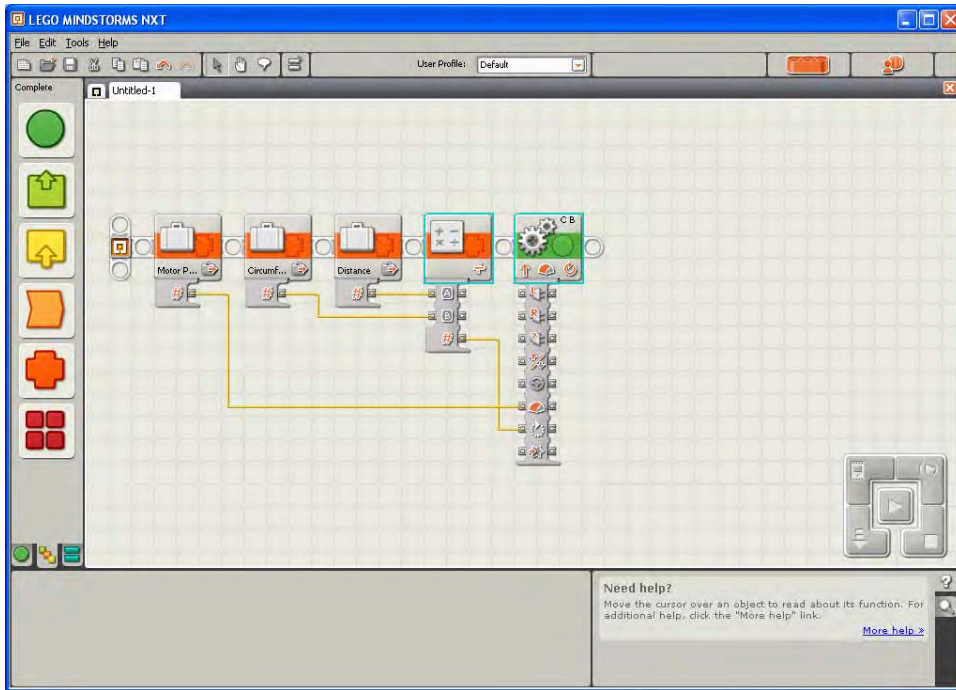 LEGO MINDSTORMS NXT
File Edit Tools Help
User Profile: Default
Complete
Untitled-1
C B
Motor P... Circumf... Distance
# # # A
B
#
L
R
Need help?
Move the cursor over an object to read about its function. For
additional help, click the "More help" link.
More help »